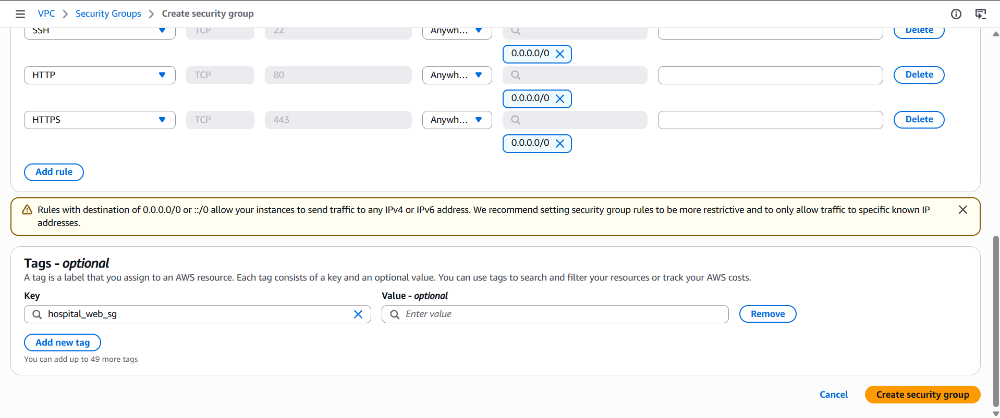 VPC > Security Groups > Create security group
SSH TCP 22 Anywh... Delete
0.0.0.0/0
HTTP TCP 80 Anywh... Delete
0.0.0.0/0
HTTPS TCP 443 Anywh... Delete
0.0.0.0/0
Add rule
Rules with destination of 0.0.0.0/0 or ::/0 allow your instances to send traffic to any IPv4 or IPv6 address. We recommend setting security group rules to be more restrictive and to only allow traffic to specific known IP
addresses.
Tags - optional
A tag is a label that you assign to an AWS resource. Each tag consists of a key and an optional value. You can use tags to search and filter your resources or track your AWS costs.
Key Value - optional
hospital_web_sg Enter value Remove
Add new tag
You can add up to 49 more tags
Cancel Create security group